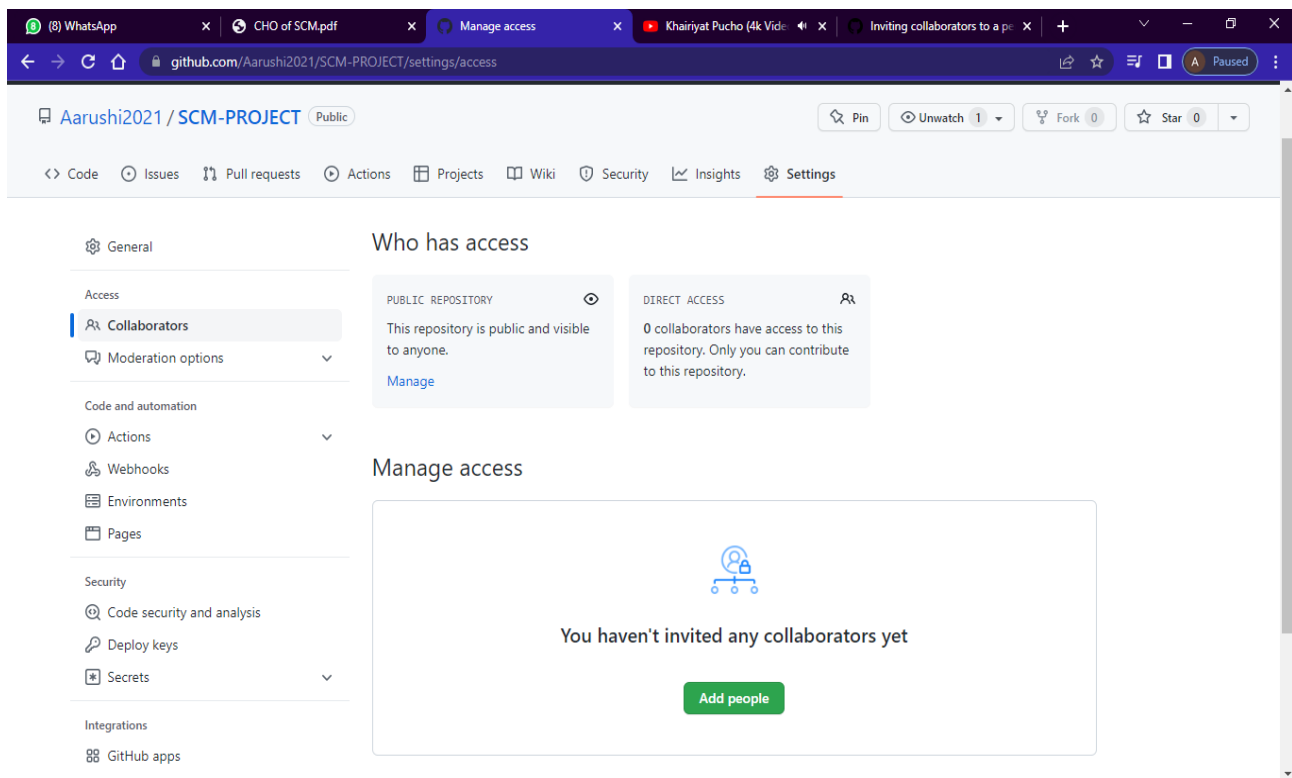 (8) WhatsApp
CHO of SCM.pdf
Manage access
Khairiyat Pucho (4k Vide
Inviting collaborators to a pe
github.com/Aarushi2021/SCM-PROJECT/settings/access
A Paused
Aarushi2021 / SCM-PROJECT Public
Pin
Unwatch 1
Fork 0
Star 0
Code
Issues
Pull requests
Actions
Projects
Wiki
Security
Insights
Settings
General
Access
Collaborators
Moderation options
Code and automation
Actions
Webhooks
Environments
Pages
Security
Code security and analysis
Deploy keys
Secrets
Integrations
GitHub apps
Who has access
PUBLIC REPOSITORY
This repository is public and visible
to anyone.
Manage
DIRECT ACCESS
0 collaborators have access to this
repository. Only you can contribute
to this repository.
Manage access
You haven't invited any collaborators yet
Add people